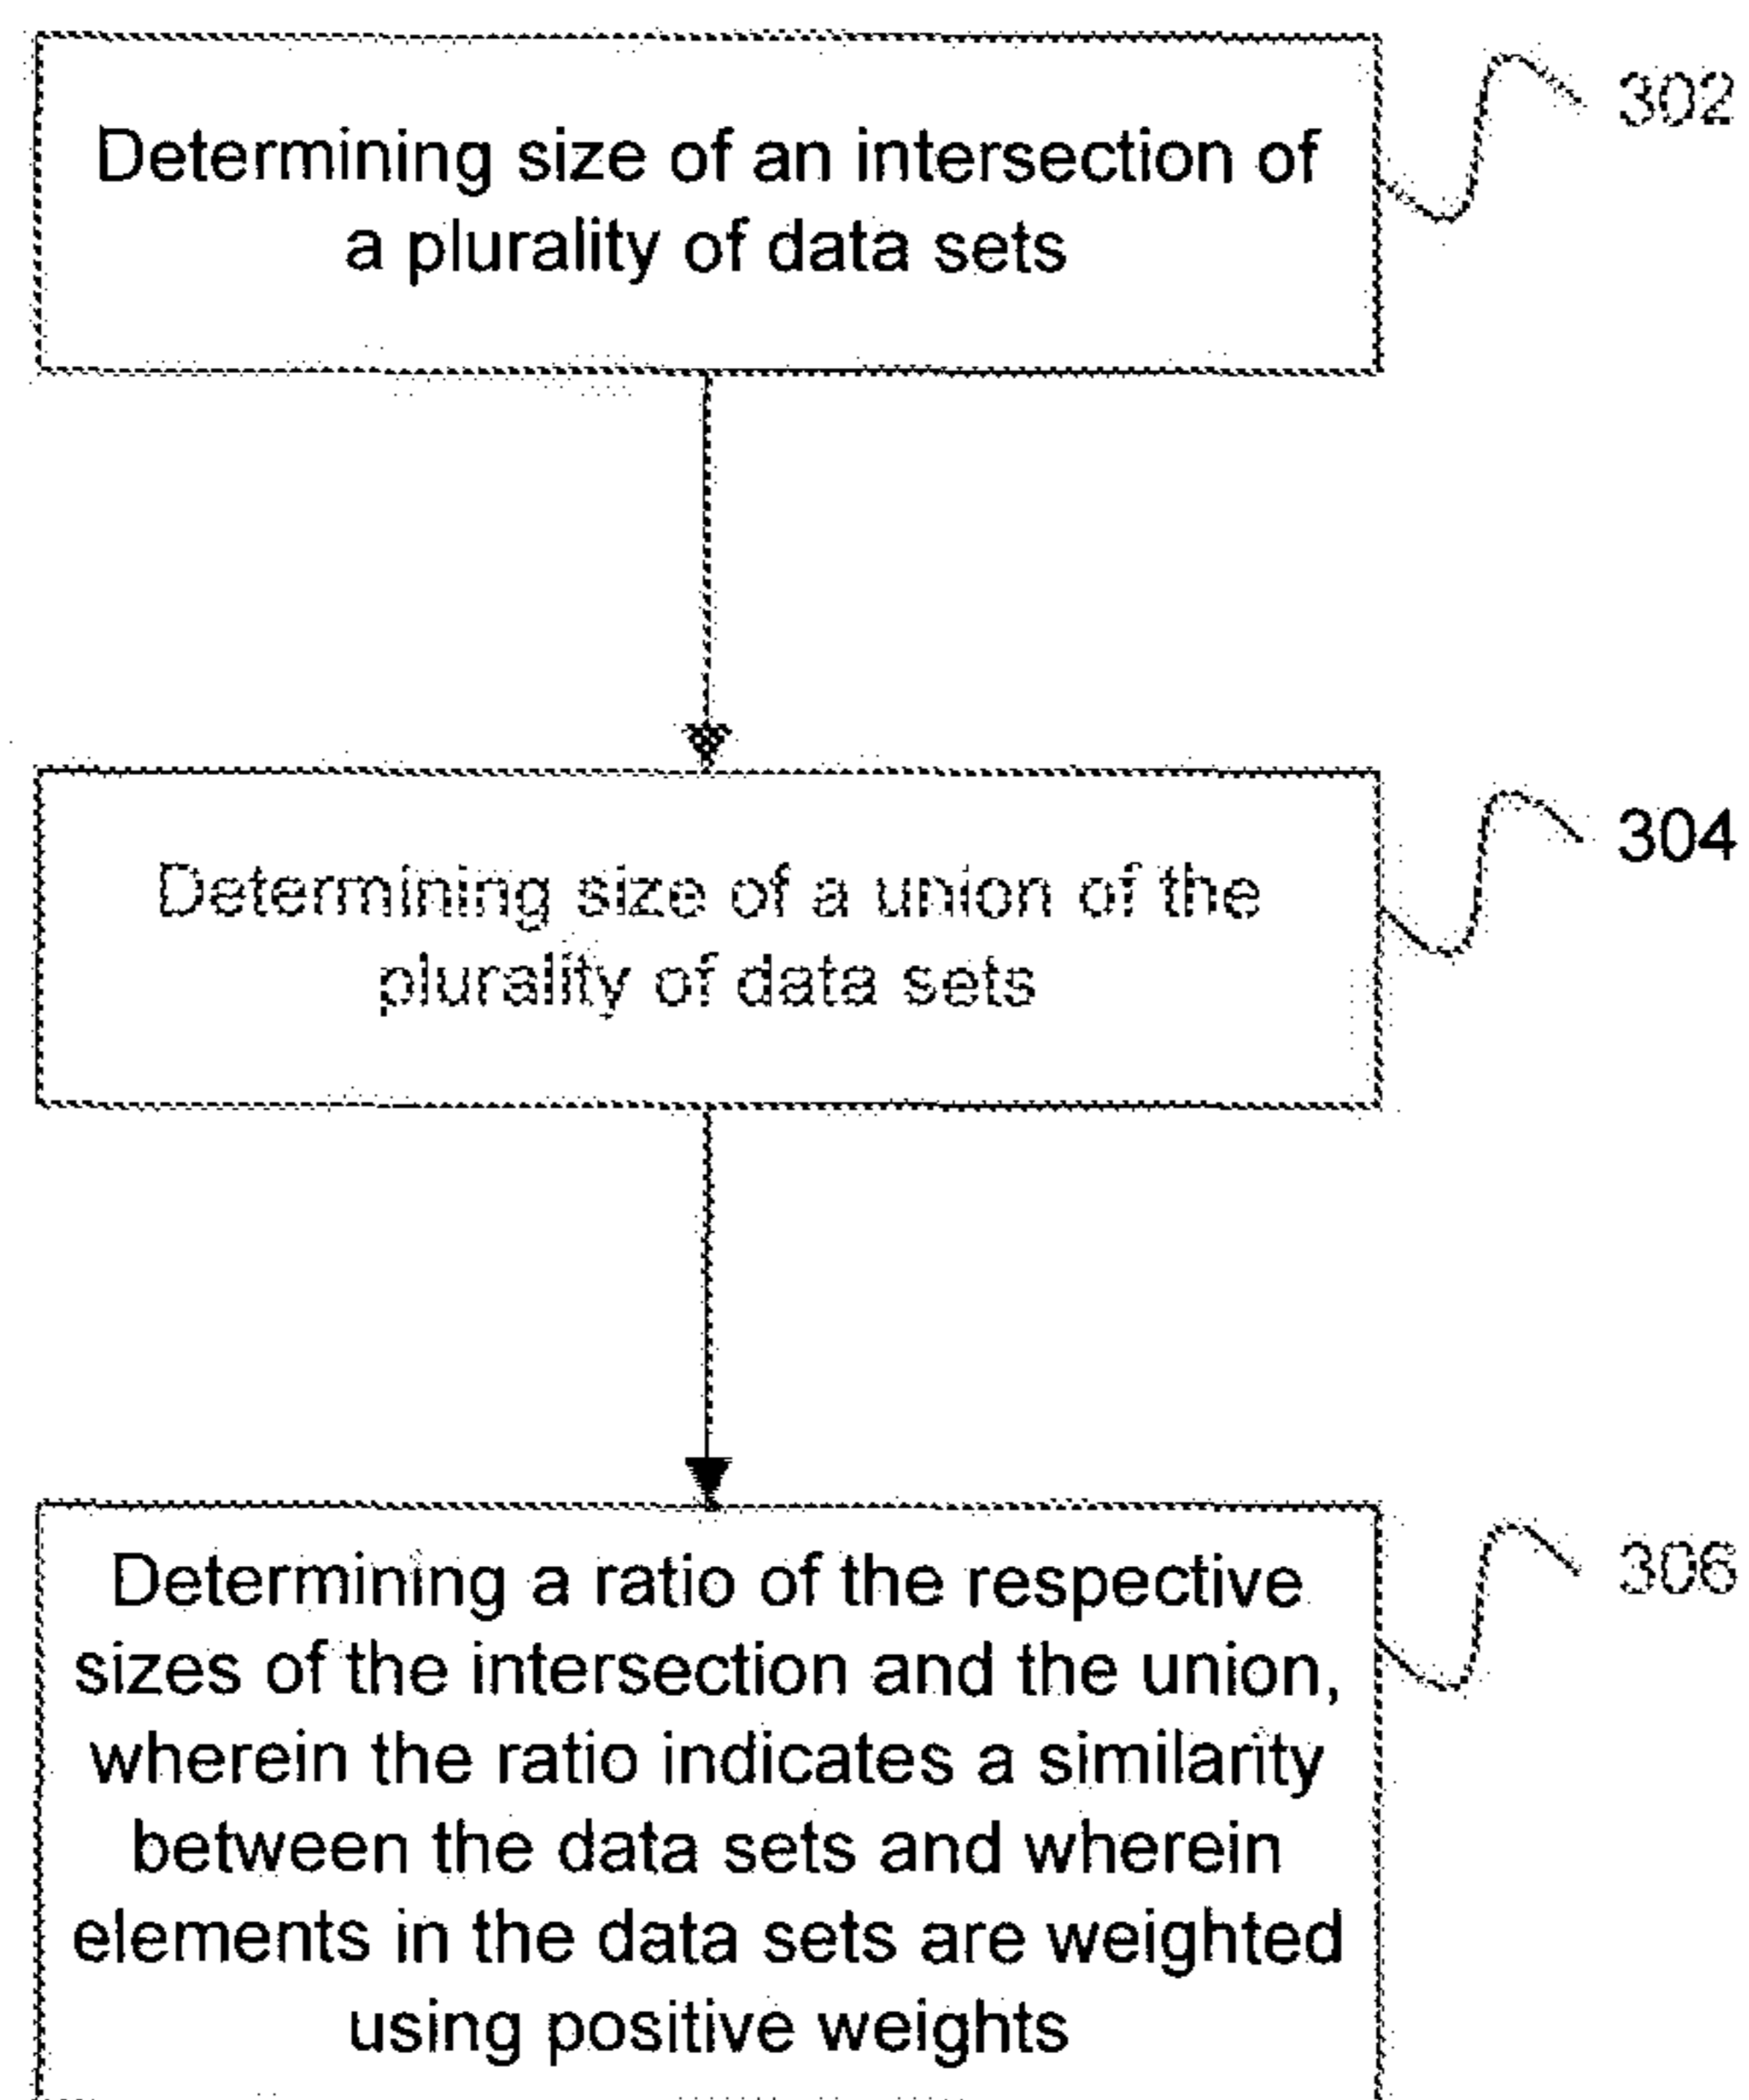 Determining size of an intersection of
a plurality of data sets
302
Determining size of a union of the
plurality of data sets
304
Determining a ratio of the respective
sizes of the intersection and the union,
wherein the ratio indicates a similarity
between the data sets and wherein
elements in the data sets are weighted
using positive weights
306